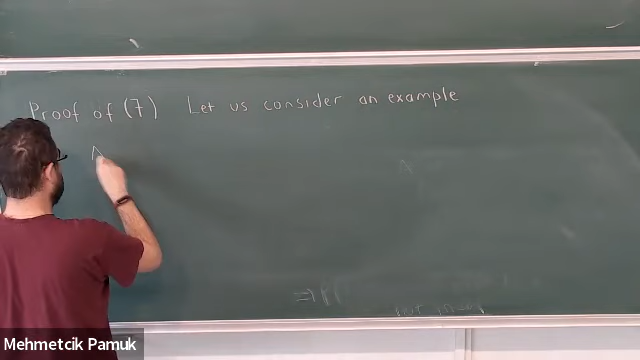 Proof of (7) Let us consider an example
A
Mehmetcik Pamuk